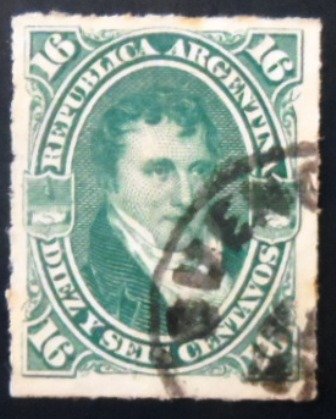 16 16
REPUBLICA ARGENTINA
DIEZ Y SEIS CENTAVOS
16 16